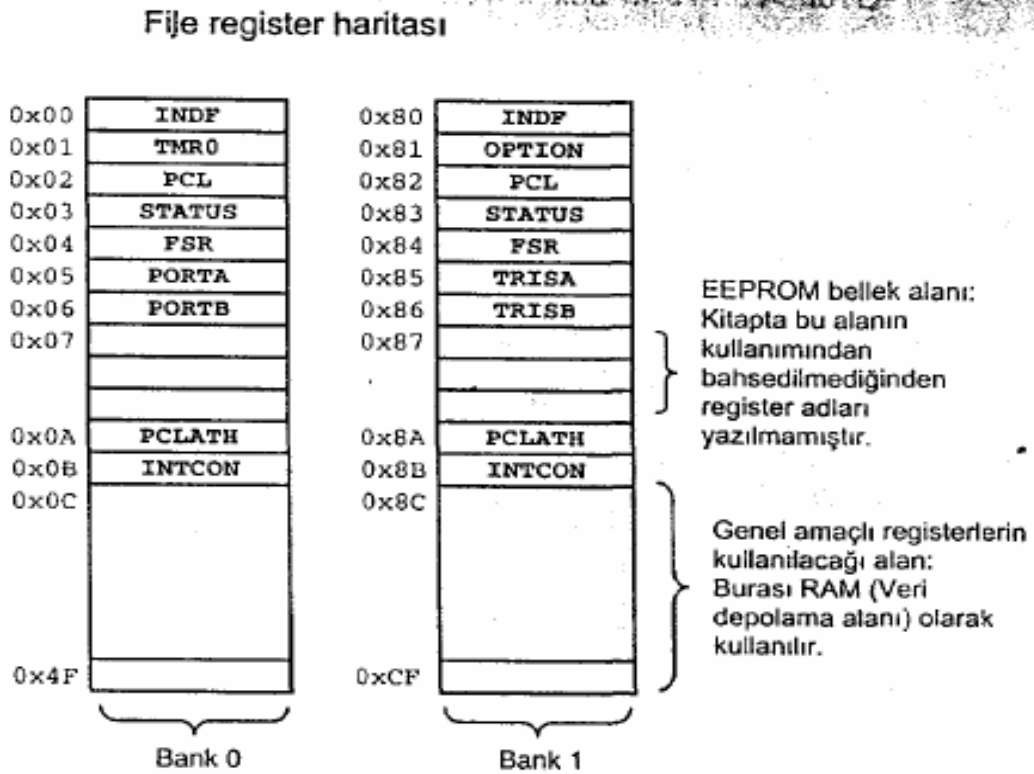 File register haritası
0x00 INDF 0x80 INDF
0x01 TMR0 0x81 OPTION
0x02 PCL 0x82 PCL
0x03 STATUS 0x83 STATUS
0x04 FSR 0x84 FSR
0x05 PORTA 0x85 TRISA
0x06 PORTB 0x86 TRISB
0x07 0x87
EEPROM bellek alanı:
Kitapta bu alanın
kullanımından
bahsedilmediğinden
register adları
yazılmamıştır.
0x0A PCLATH 0x8A PCLATH
0x0B INTCON 0x8B INTCON
0x0C 0x8C
Genel amaçlı registerlerin
kullanılacağı alan:
Burası RAM (Veri
depolama alanı) olarak
kullanılır.
0x4F 0xCF
Bank 0 Bank 1